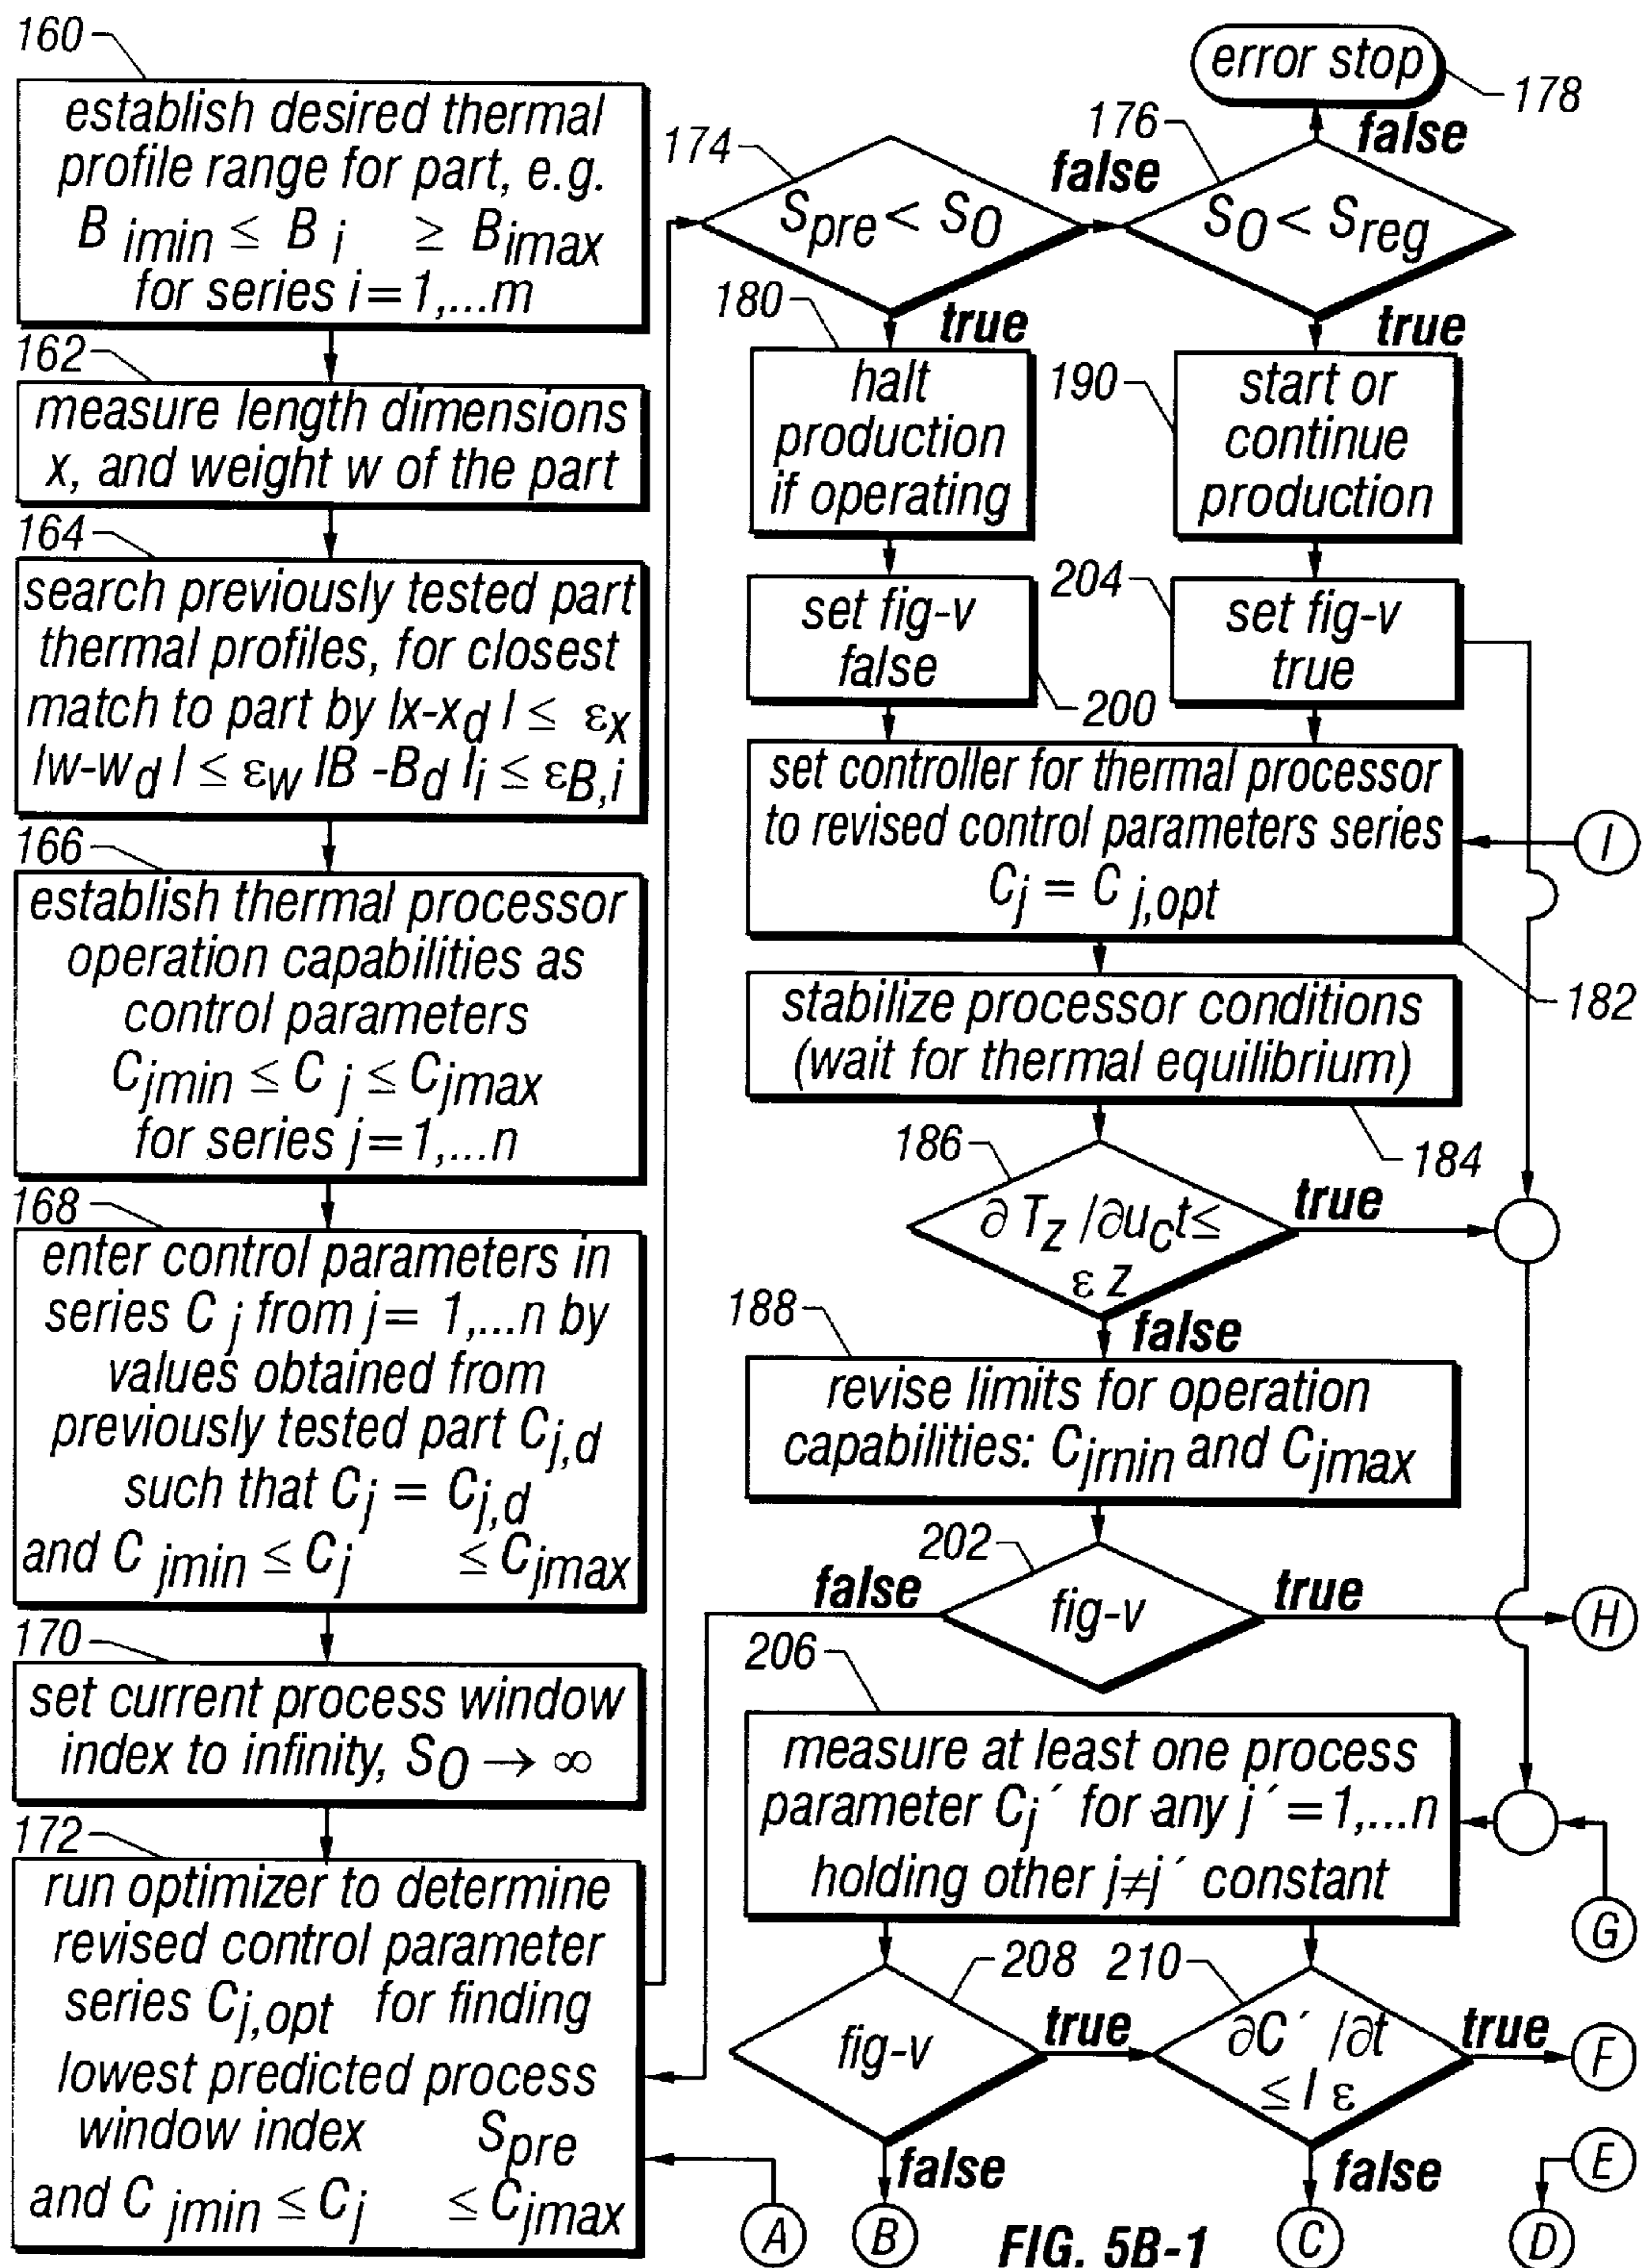 160
establish desired thermal
profile range for part, e.g.
B imin ≤ B i ≥ Bimax
for series i=1,...m
162
measure length dimensions
x, and weight w of the part
164
search previously tested part
thermal profiles, for closest
match to part by |x-xd | ≤ εx
|w-wd | ≤ εw |B -Bd |i ≤ εB,i
166
establish thermal processor
operation capabilities as
control parameters
Cjmin ≤ C j ≤ Cjmax
for series j=1,...n
168
enter control parameters in
series C j from j= 1,...n by
values obtained from
previously tested part Cj,d
such that Cj = Cj,d
and C jmin ≤ Cj ≤ Cjmax
170
set current process window
index to infinity, S0 → ∞
172
run optimizer to determine
revised control parameter
series Cj,opt for finding
lowest predicted process
window index Spre
and C jmin ≤ Cj ≤ Cjmax
174
Spre < S0
false
true
176
S0 < Sreg
false
true
error stop
178
180
halt
production
if operating
190
start or
continue
production
set fig-v
false
200
204
set fig-v
true
set controller for thermal processor
to revised control parameters series
Cj = C j,opt
I
182
stabilize processor conditions
(wait for thermal equilibrium)
184
186
∂ Tz /∂uct≤
ε z
true
false
188
revise limits for operation
capabilities: Cjmin and Cjmax
202
fig-v
false
true
H
206
measure at least one process
parameter Cj´ for any j´=1,...n
holding other j≠j´ constant
G
208
fig-v
true
false
210
∂C´ /∂t
≤ I ε
true
false
F
E
A
B
C
D
FIG. 5B-1